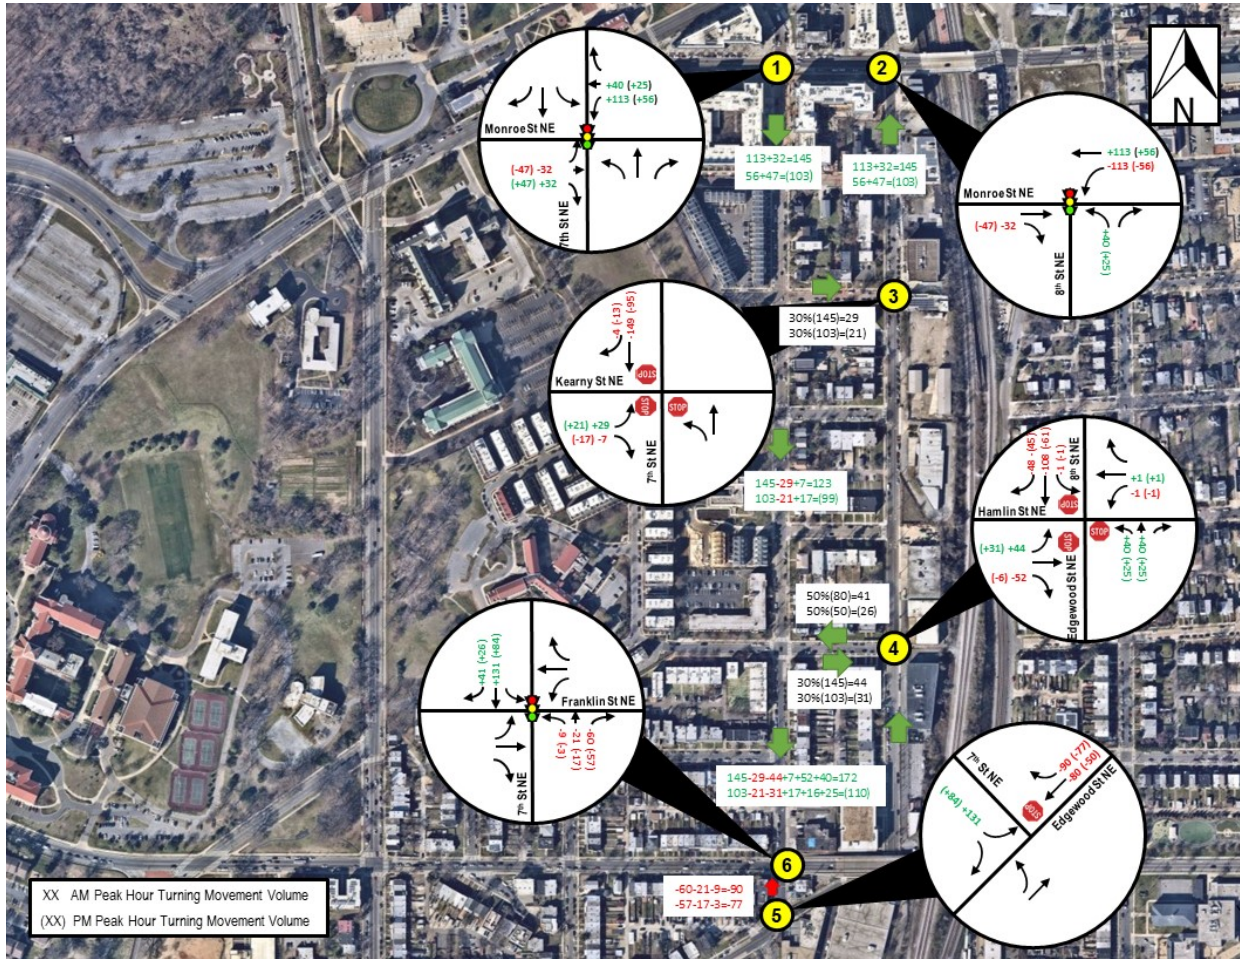 1
2
N
+40 (+25)
+113 (+56)
Monroe St NE
(-47) -32
(+47) +32
7th St NE
113+32=145
56+47=(103)
113+32=145
56+47=(103)
+113 (+56)
-113 (-56)
Monroe St NE
(-47) -32
+40 (+25)
8th St NE
3
30%(145)=29
30%(103)=(21)
-4 (-13)
-149 (-95)
STOP!
Kearny St NE
STOP!
STOP
(+21) +29
(-17) -7
7th St NE
145-29+7=123
103-21+17=(99)
-48 -(45)
-108 (-61)
-1 (-1)
8th St NE
+1 (+1)
-1 (-1)
STOP
Hamlin St NE
STOP
STOP!
(+31) +44
(-6) -52
+40 (+25)
+40 (+25)
Edgewood St NE
50%(80)=41
50%(50)=(26)
4
30%(145)=44
30%(103)=(31)
+41 (+26)
+131 (+84)
Franklin St NE
-9 (-3)
-21 (-17)
-60 (-57)
7th St NE
145-29-44+7+52+40=172
103-21-31+17+16+25=(110)
-90 (-77)
-80 (-50)
7th St NE
Edgewood St NE
STOP!
(+84) +131
6
-60-21-9=-90
-57-17-3=-77
5
XX AM Peak Hour Turning Movement Volume
(XX) PM Peak Hour Turning Movement Volume